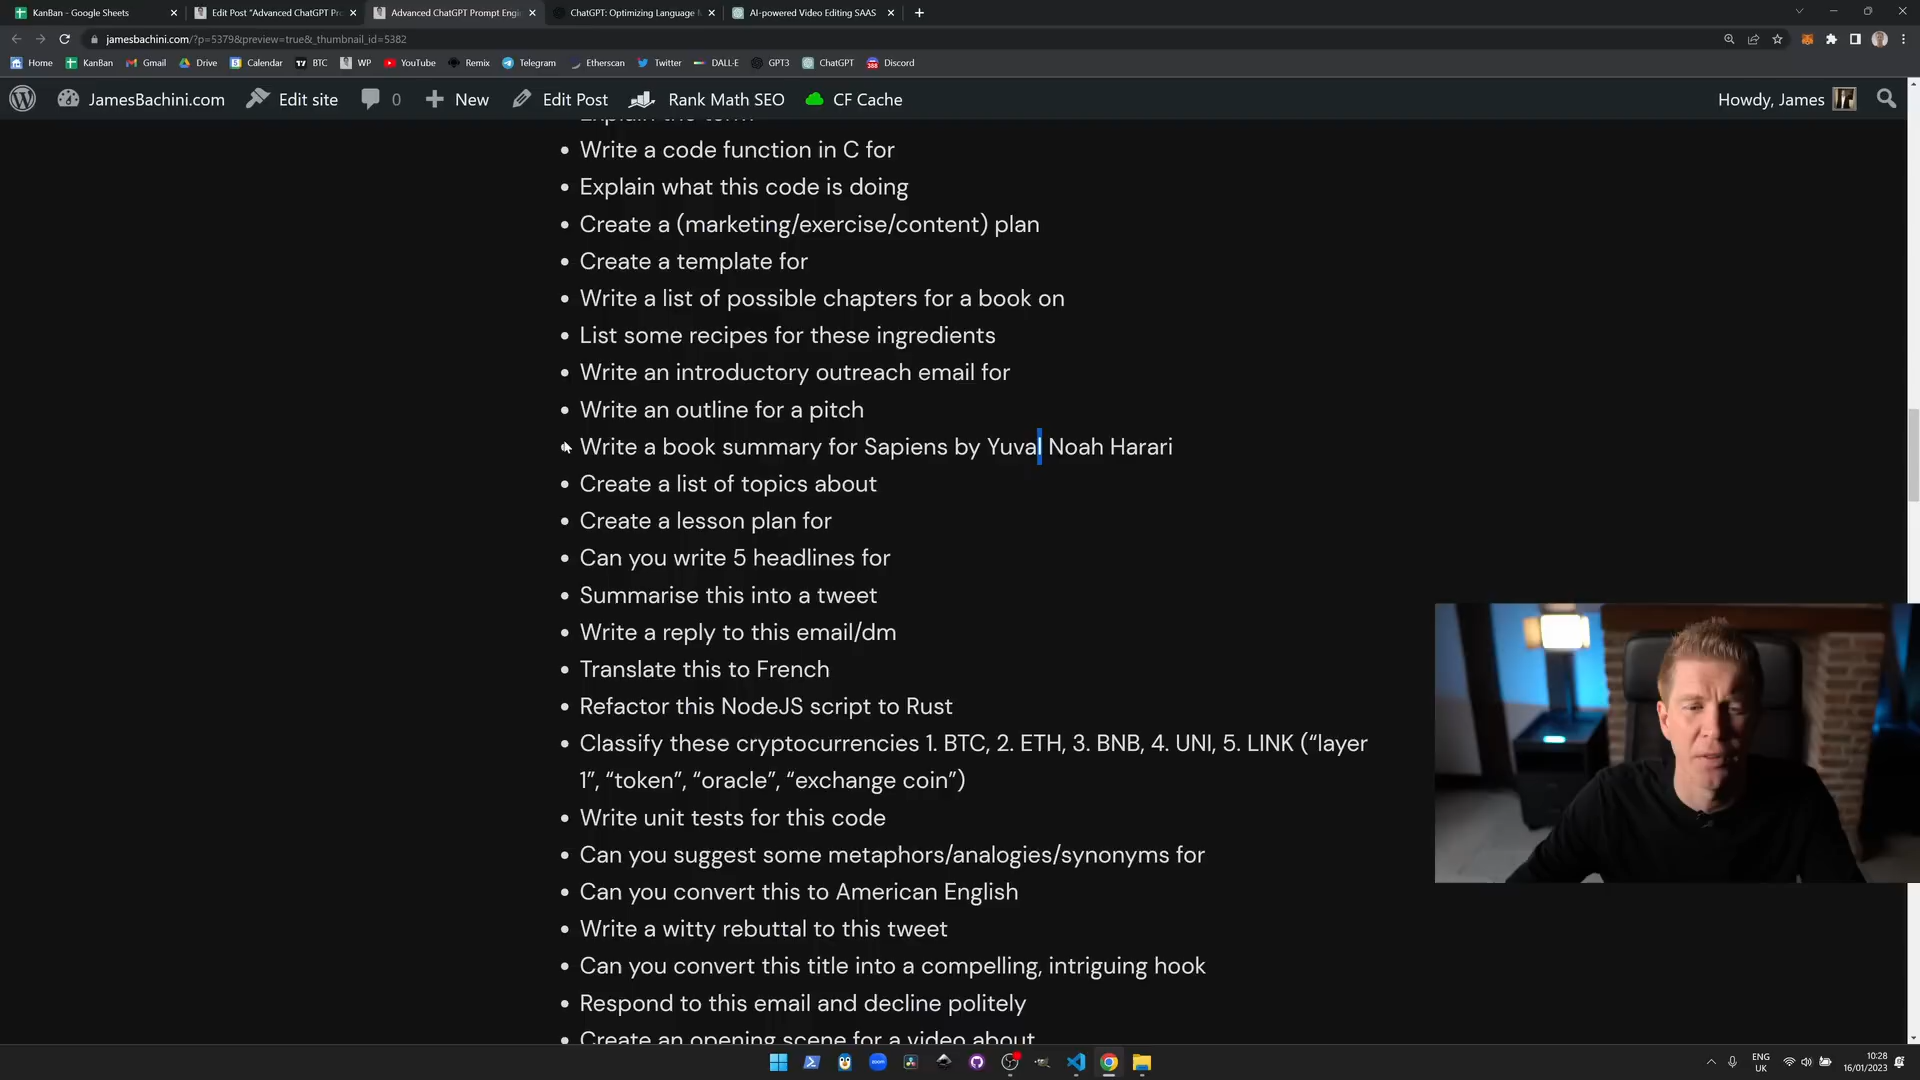 KanBan - Google Sheets
Edit Post "Advanced ChatGPT Pr
Advanced ChatGPT Prompt Engi
ChatGPT: Optimizing Language
AI-powered Video Editing SAAS
jamesbachini.com/?p=5379&preview=true&_thumbnail_id=5382
Home KanBan Gmail Drive Calendar BTC WP YouTube Remix Telegram Etherscan Twitter DALL-E GPT3 ChatGPT Discord
JamesBachini.com Edit site 0 New Edit Post Rank Math SEO CF Cache Howdy, James
Explain the term
• Write a code function in C for
• Explain what this code is doing
• Create a (marketing/exercise/content) plan
• Create a template for
• Write a list of possible chapters for a book on
• List some recipes for these ingredients
• Write an introductory outreach email for
• Write an outline for a pitch
• Write a book summary for Sapiens by Yuval Noah Harari
• Create a list of topics about
• Create a lesson plan for
• Can you write 5 headlines for
• Summarise this into a tweet
• Write a reply to this email/dm
• Translate this to French
• Refactor this NodeJS script to Rust
• Classify these cryptocurrencies 1. BTC, 2. ETH, 3. BNB, 4. UNI, 5. LINK (“layer
1”, “token”, “oracle”, “exchange coin”)
• Write unit tests for this code
• Can you suggest some metaphors/analogies/synonyms for
• Can you convert this to American English
• Write a witty rebuttal to this tweet
• Can you convert this title into a compelling, intriguing hook
• Respond to this email and decline politely
Create an opening scene for a video about
zoom
ENG
UK
10:28
16/01/2023